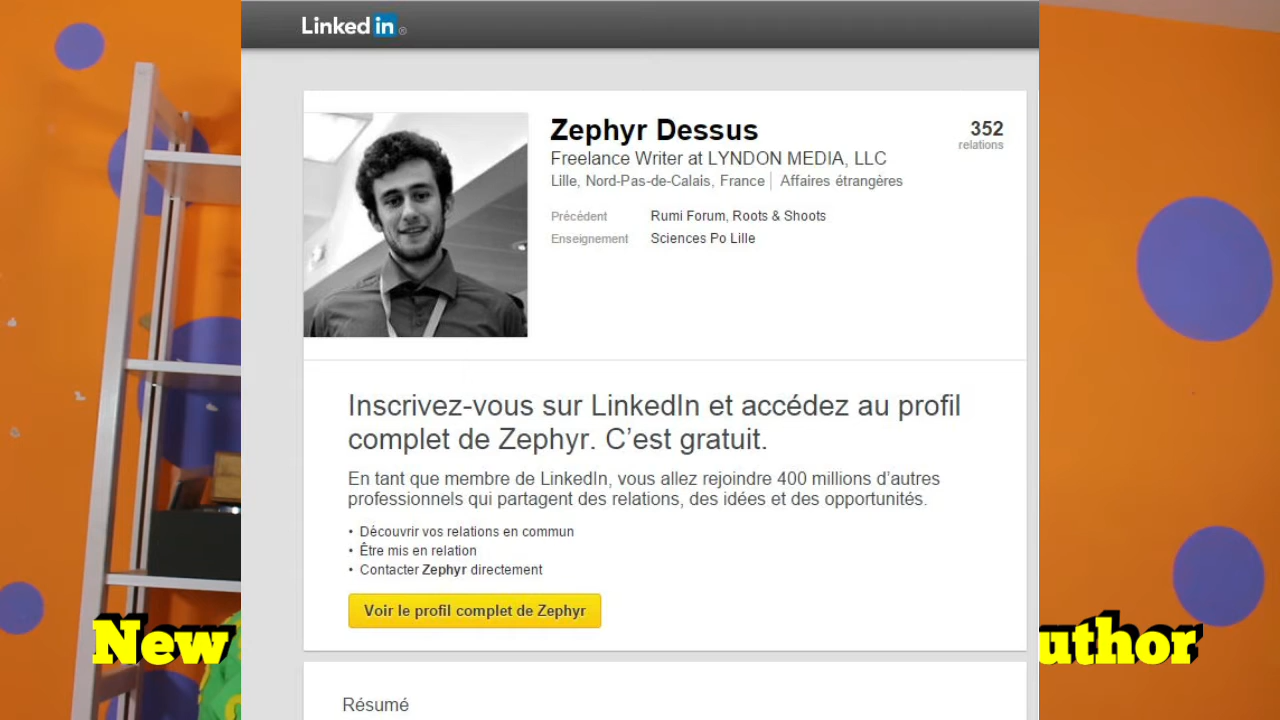 Linked in®
Zephyr Dessus
352
relations
Freelance Writer at LYNDON MEDIA, LLC
Lille, Nord-Pas-de-Calais, France | Affaires étrangères
Précédent Rumi Forum, Roots & Shoots
Enseignement Sciences Po Lille
Inscrivez-vous sur LinkedIn et accédez au profil
complet de Zephyr. C’est gratuit.
En tant que membre de LinkedIn, vous allez rejoindre 400 millions d’autres
professionnels qui partagent des relations, des idées et des opportunités.
• Découvrir vos relations en commun
• Être mis en relation
• Contacter Zephyr directement
Voir le profil complet de Zephyr
New uthor
Résumé